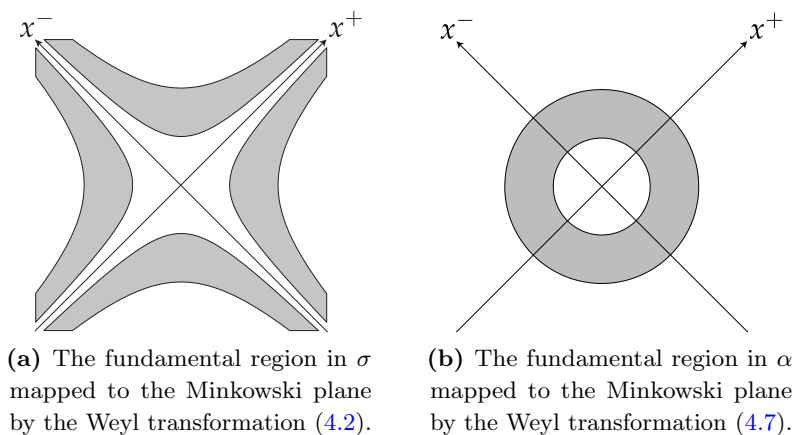 x⁻ x⁺ x⁻ x⁺
(a) The fundamental region in σ
mapped to the Minkowski plane
by the Weyl transformation (4.2).
(b) The fundamental region in α
mapped to the Minkowski plane
by the Weyl transformation (4.7).